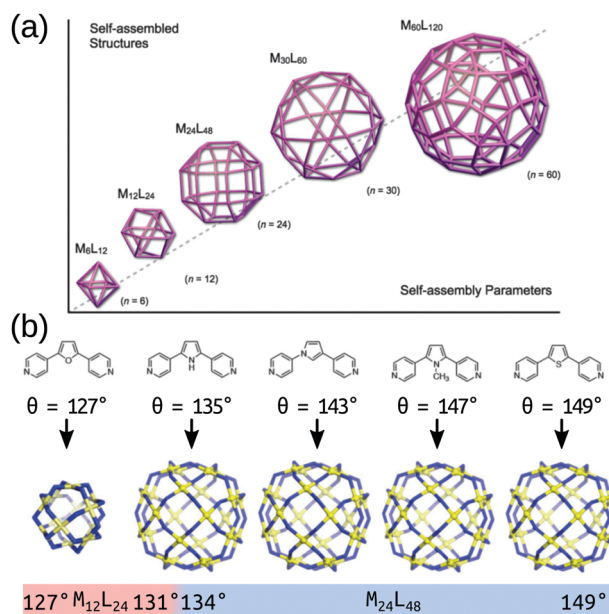 (a)
Self-assembled
Structures
M60L120
M30L60
M24L48
M12L24
M6L12
(n = 60)
(n = 30)
(n = 24)
(n = 12)
(n = 6)
Self-assembly Parameters
(b)
N O N
N N H N
N N N
N N CH3 N
N S N
θ = 127° θ = 135° θ = 143° θ = 147° θ = 149°
127° M12L24 131° 134° M24L48 149°